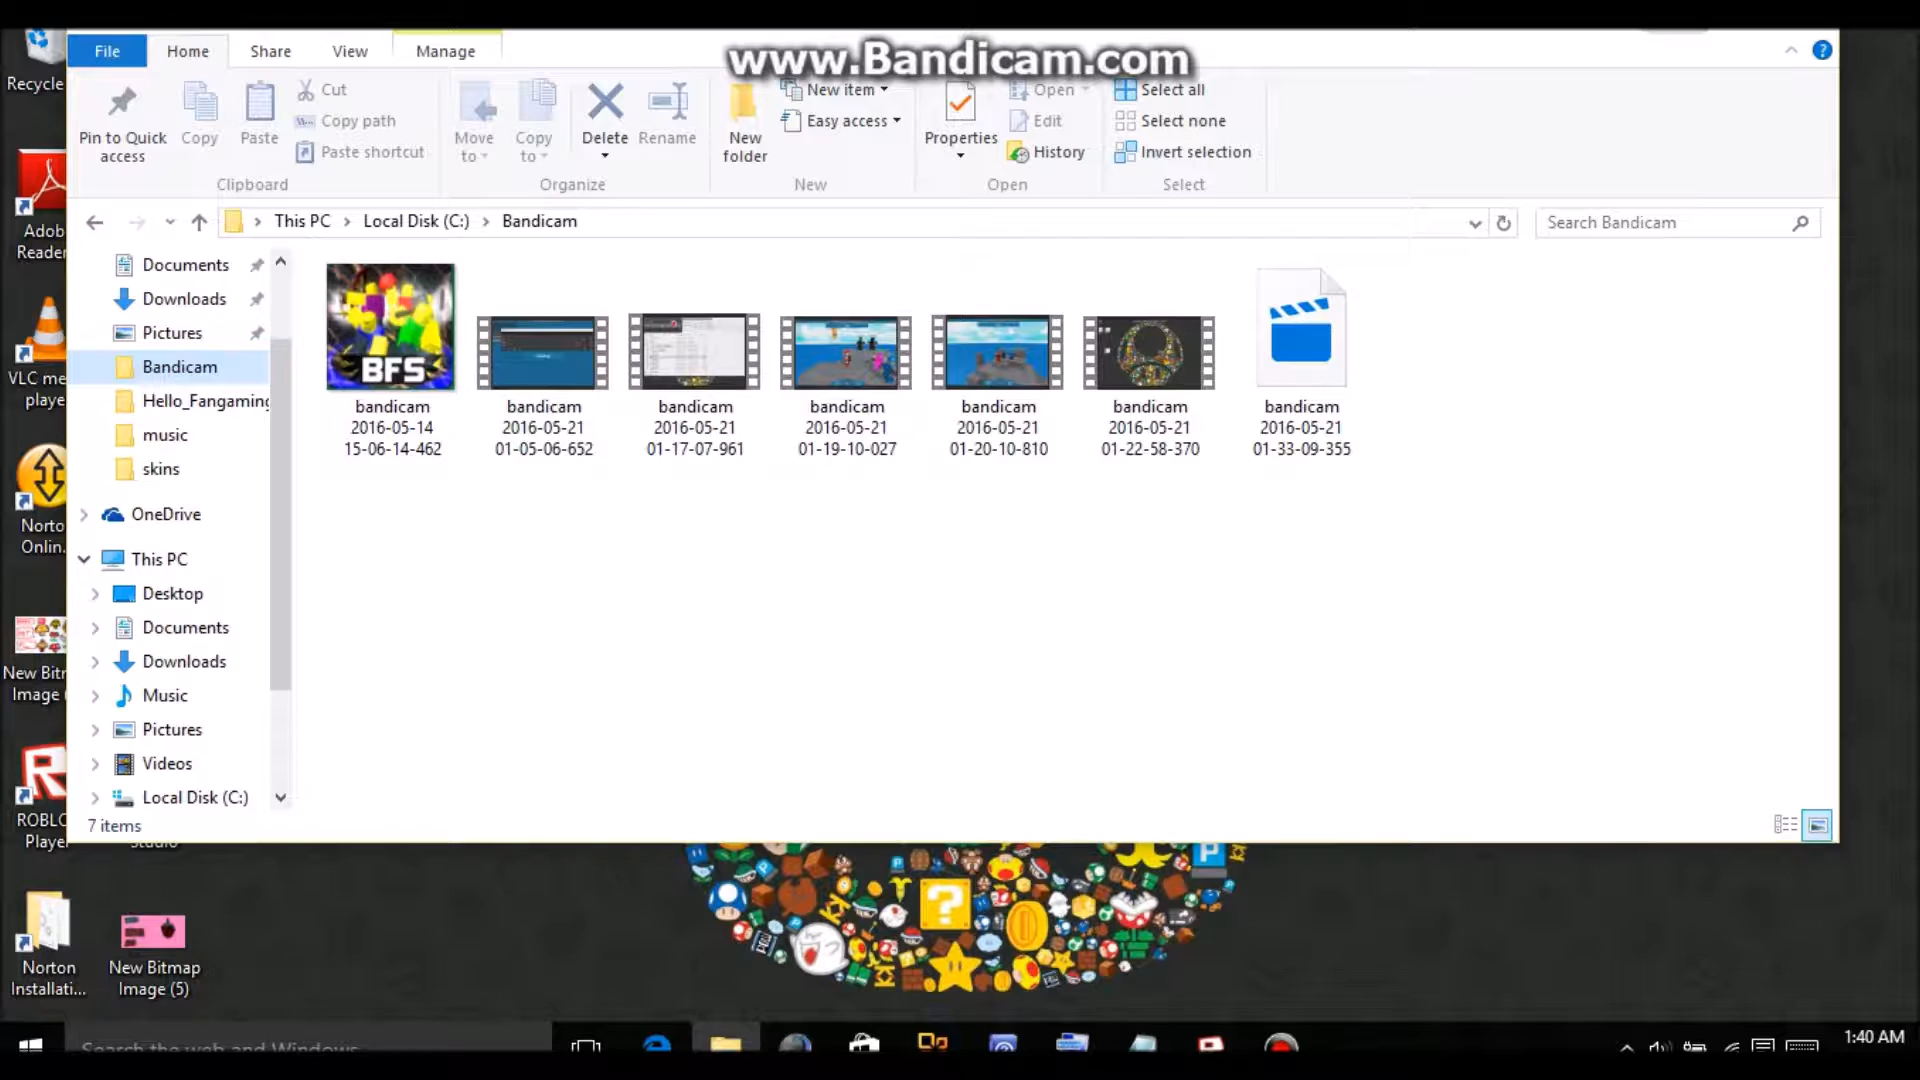 www.Bandicam.com
File Home Share View Manage
Pin to Quick access
Copy
Paste
Cut
Copy path
Paste shortcut
Clipboard
Move to
Copy to
Delete
Rename
Organize
New folder
New item
Easy access
New
Properties
Open
Edit
History
Open
Select all
Select none
Invert selection
Select
This PC > Local Disk (C:) > Bandicam
Search Bandicam
Documents
Downloads
Pictures
Bandicam
Hello_Fangaming
music
skins
OneDrive
This PC
Desktop
Documents
Downloads
Music
Pictures
Videos
Local Disk (C:)
7 items
BFS
bandicam
2016-05-14
15-06-14-462
bandicam
2016-05-21
01-05-06-652
bandicam
2016-05-21
01-17-07-961
bandicam
2016-05-21
01-19-10-027
bandicam
2016-05-21
01-20-10-810
bandicam
2016-05-21
01-22-58-370
bandicam
2016-05-21
01-33-09-355
Recycle
Adob
Reader
VLC me
player
Norto
Onlin..
New Bitr
Image (
ROBLO
Player
Studio
Norton
Installati...
New Bitmap
Image (5)
Search the web and Windows
1:40 AM